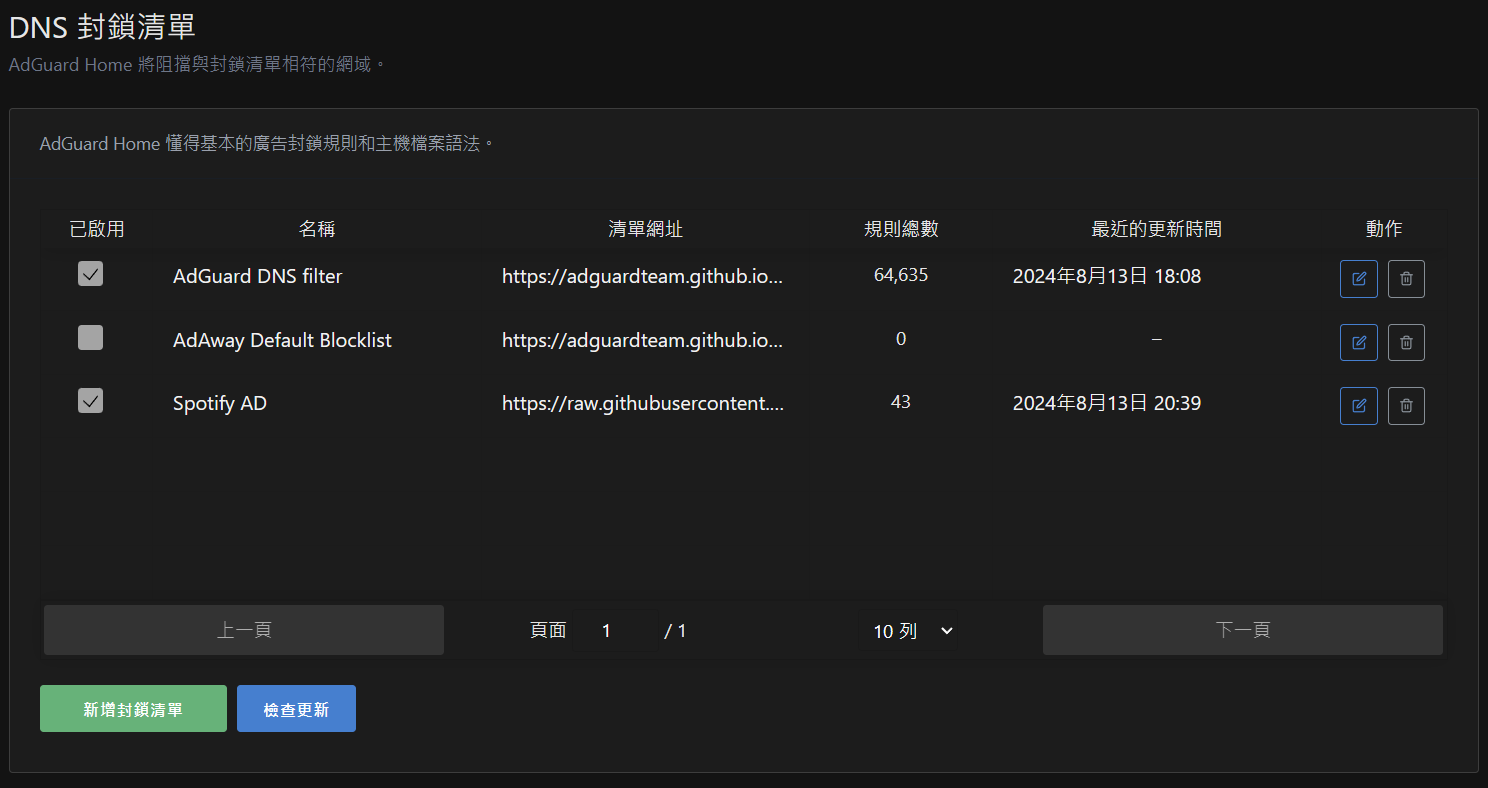 DNS 封鎖清單
AdGuard Home 將阻擋與封鎖清單相符的網域。
AdGuard Home 懂得基本的廣告封鎖規則和主機檔案語法。
已啟用 名稱 清單網址 規則總數 最近的更新時間 動作
AdGuard DNS filter https://adguardteam.github.io... 64,635 2024年8月13日 18:08
AdAway Default Blocklist https://adguardteam.github.io... 0 –
Spotify AD https://raw.githubusercontent.... 43 2024年8月13日 20:39
上一頁 頁面 1 / 1 10 列 下一頁
新增封鎖清單 檢查更新